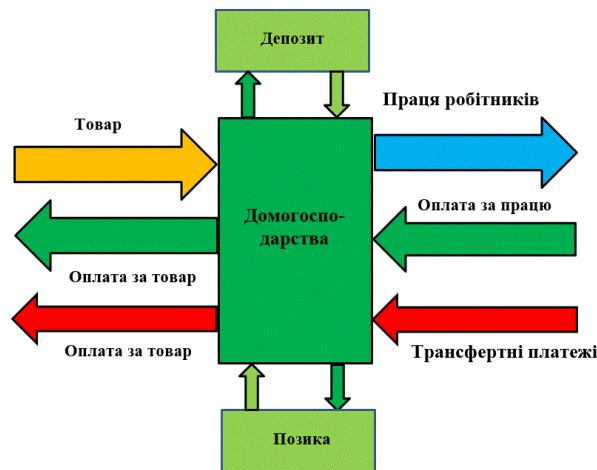 Депозит
Праця робітників
Товар
Домогоспо-
дарства
Оплата за працю
Оплата за товар
Оплата за товар
Трансфертні платежі
Позика